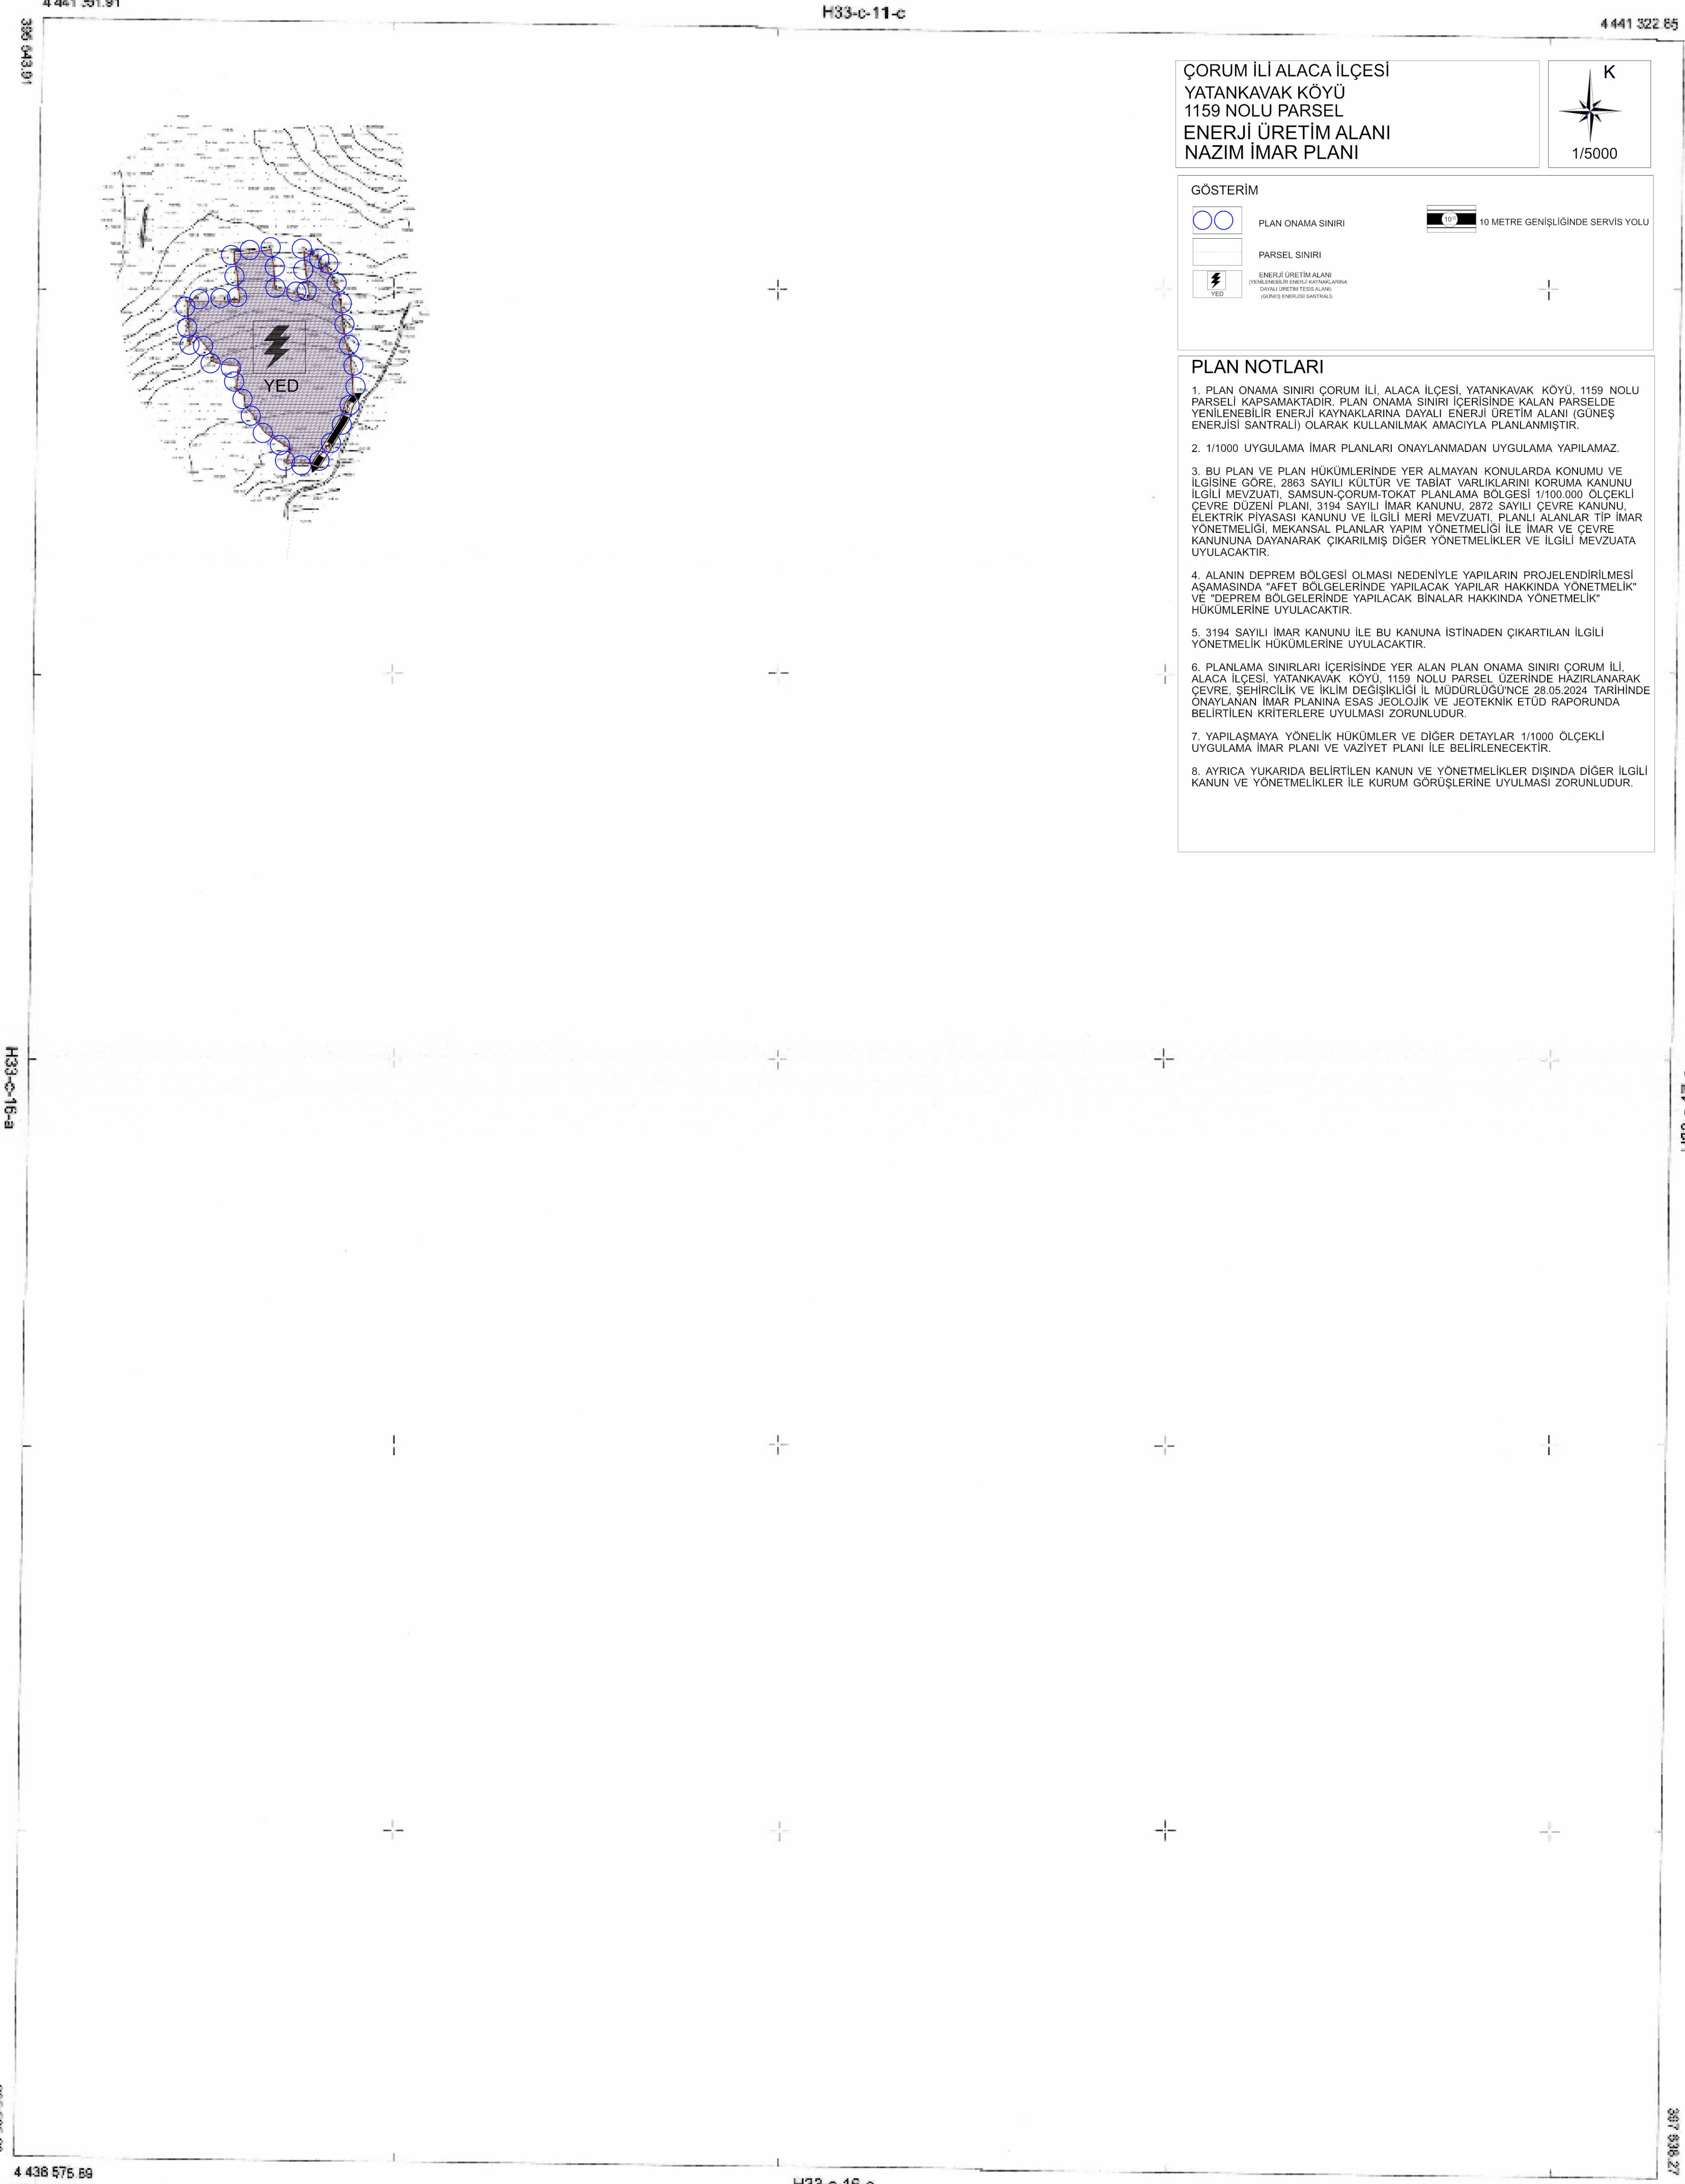 H33-c-11-c
4 441 322.65
ÇORUM İLİ ALACA İLÇESİ
YATANKAVAK KÖYÜ
1159 NOLU PARSEL
ENERJİ ÜRETİM ALANI
NAZIM İMAR PLANI
K
1/5000
GÖSTERİM
PLAN ONAMA SINIRI
10
10 METRE GENİŞLİĞİNDE SERVİS YOLU
PARSEL SINIRI
YED
ENERJİ ÜRETİM ALANI
(YENİLENEBİLİR ENERJİ KAYNAKLARINA
DAYALI ÜRETİM TESİS ALANI)
(GÜNEŞ ENERJİSİ SANTRALİ)
YED
PLAN NOTLARI
1. PLAN ONAMA SINIRI ÇORUM İLİ, ALACA İLÇESİ, YATANKAVAK KÖYÜ, 1159 NOLU
PARSELİ KAPSAMAKTADIR. PLAN ONAMA SINIRI İÇERİSİNDE KALAN PARSELDE
YENİLENEBİLİR ENERJİ KAYNAKLARINA DAYALI ENERJİ ÜRETİM ALANI (GÜNEŞ
ENERJİSİ SANTRALİ) OLARAK KULLANILMAK AMACIYLA PLANLANMIŞTIR.
2. 1/1000 UYGULAMA İMAR PLANLARI ONAYLANMADAN UYGULAMA YAPILAMAZ.
3. BU PLAN VE PLAN HÜKÜMLERİNDE YER ALMAYAN KONULARDA KONUMU VE
İLGİSİNE GÖRE, 2863 SAYILI KÜLTÜR VE TABİAT VARLIKLARINI KORUMA KANUNU
İLGİLİ MEVZUATI, SAMSUN-ÇORUM-TOKAT PLANLAMA BÖLGESİ 1/100.000 ÖLÇEKLİ
ÇEVRE DÜZENİ PLANI, 3194 SAYILI İMAR KANUNU, 2872 SAYILI ÇEVRE KANUNU,
ELEKTRİK PİYASASI KANUNU VE İLGİLİ MERİ MEVZUATI, PLANLI ALANLAR TİP İMAR
YÖNETMELİĞİ, MEKANSAL PLANLAR YAPIM YÖNETMELİĞİ İLE İMAR VE ÇEVRE
KANUNUNA DAYANARAK ÇIKARILMIŞ DİĞER YÖNETMELİKLER VE İLGİLİ MEVZUATA
UYULACAKTIR.
4. ALANIN DEPREM BÖLGESİ OLMASI NEDENİYLE YAPILARIN PROJELENDİRİLMESİ
AŞAMASINDA "AFET BÖLGELERİNDE YAPILACAK YAPILAR HAKKINDA YÖNETMELİK"
VE "DEPREM BÖLGELERİNDE YAPILACAK BİNALAR HAKKINDA YÖNETMELİK"
HÜKÜMLERİNE UYULACAKTIR.
5. 3194 SAYILI İMAR KANUNU İLE BU KANUNA İSTİNADEN ÇIKARTILAN İLGİLİ
YÖNETMELİK HÜKÜMLERİNE UYULACAKTIR.
6. PLANLAMA SINIRLARI İÇERİSİNDE YER ALAN PLAN ONAMA SINIRI ÇORUM İLİ,
ALACA İLÇESİ, YATANKAVAK KÖYÜ, 1159 NOLU PARSEL ÜZERİNDE HAZIRLANARAK
ÇEVRE, ŞEHİRCİLİK VE İKLİM DEĞİŞİKLİĞİ İL MÜDÜRLÜĞÜ'NCE 28.05.2024 TARİHİNDE
ONAYLANAN İMAR PLANINA ESAS JEOLOJİK VE JEOTEKNİK ETÜD RAPORUNDA
BELİRTİLEN KRİTERLERE UYULMASI ZORUNLUDUR.
7. YAPILAŞMAYA YÖNELİK HÜKÜMLER VE DİĞER DETAYLAR 1/1000 ÖLÇEKLİ
UYGULAMA İMAR PLANI VE VAZİYET PLANI İLE BELİRLENECEKTİR.
8. AYRICA YUKARIDA BELİRTİLEN KANUN VE YÖNETMELİKLER DIŞINDA DİĞER İLGİLİ
KANUN VE YÖNETMELİKLER İLE KURUM GÖRÜŞLERİNE UYULMASI ZORUNLUDUR.
H33-c-16-a
397 638.27
4 438 575.69